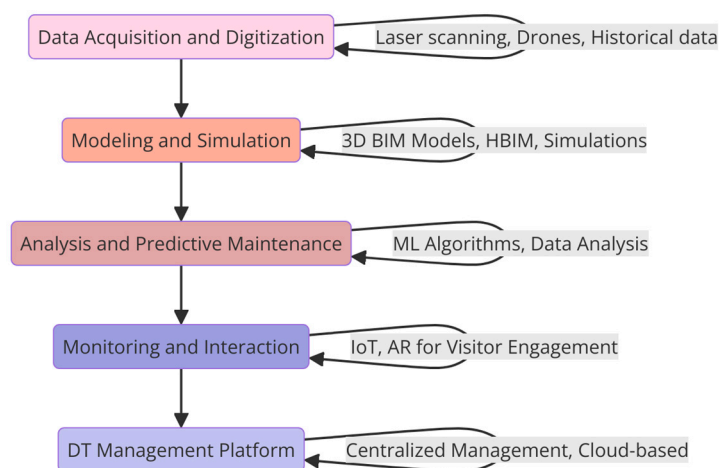 Data Acquisition and Digitization
Laser scanning, Drones, Historical data
Modeling and Simulation
3D BIM Models, HBIM, Simulations
Analysis and Predictive Maintenance
ML Algorithms, Data Analysis
Monitoring and Interaction
IoT, AR for Visitor Engagement
DT Management Platform
Centralized Management, Cloud-based